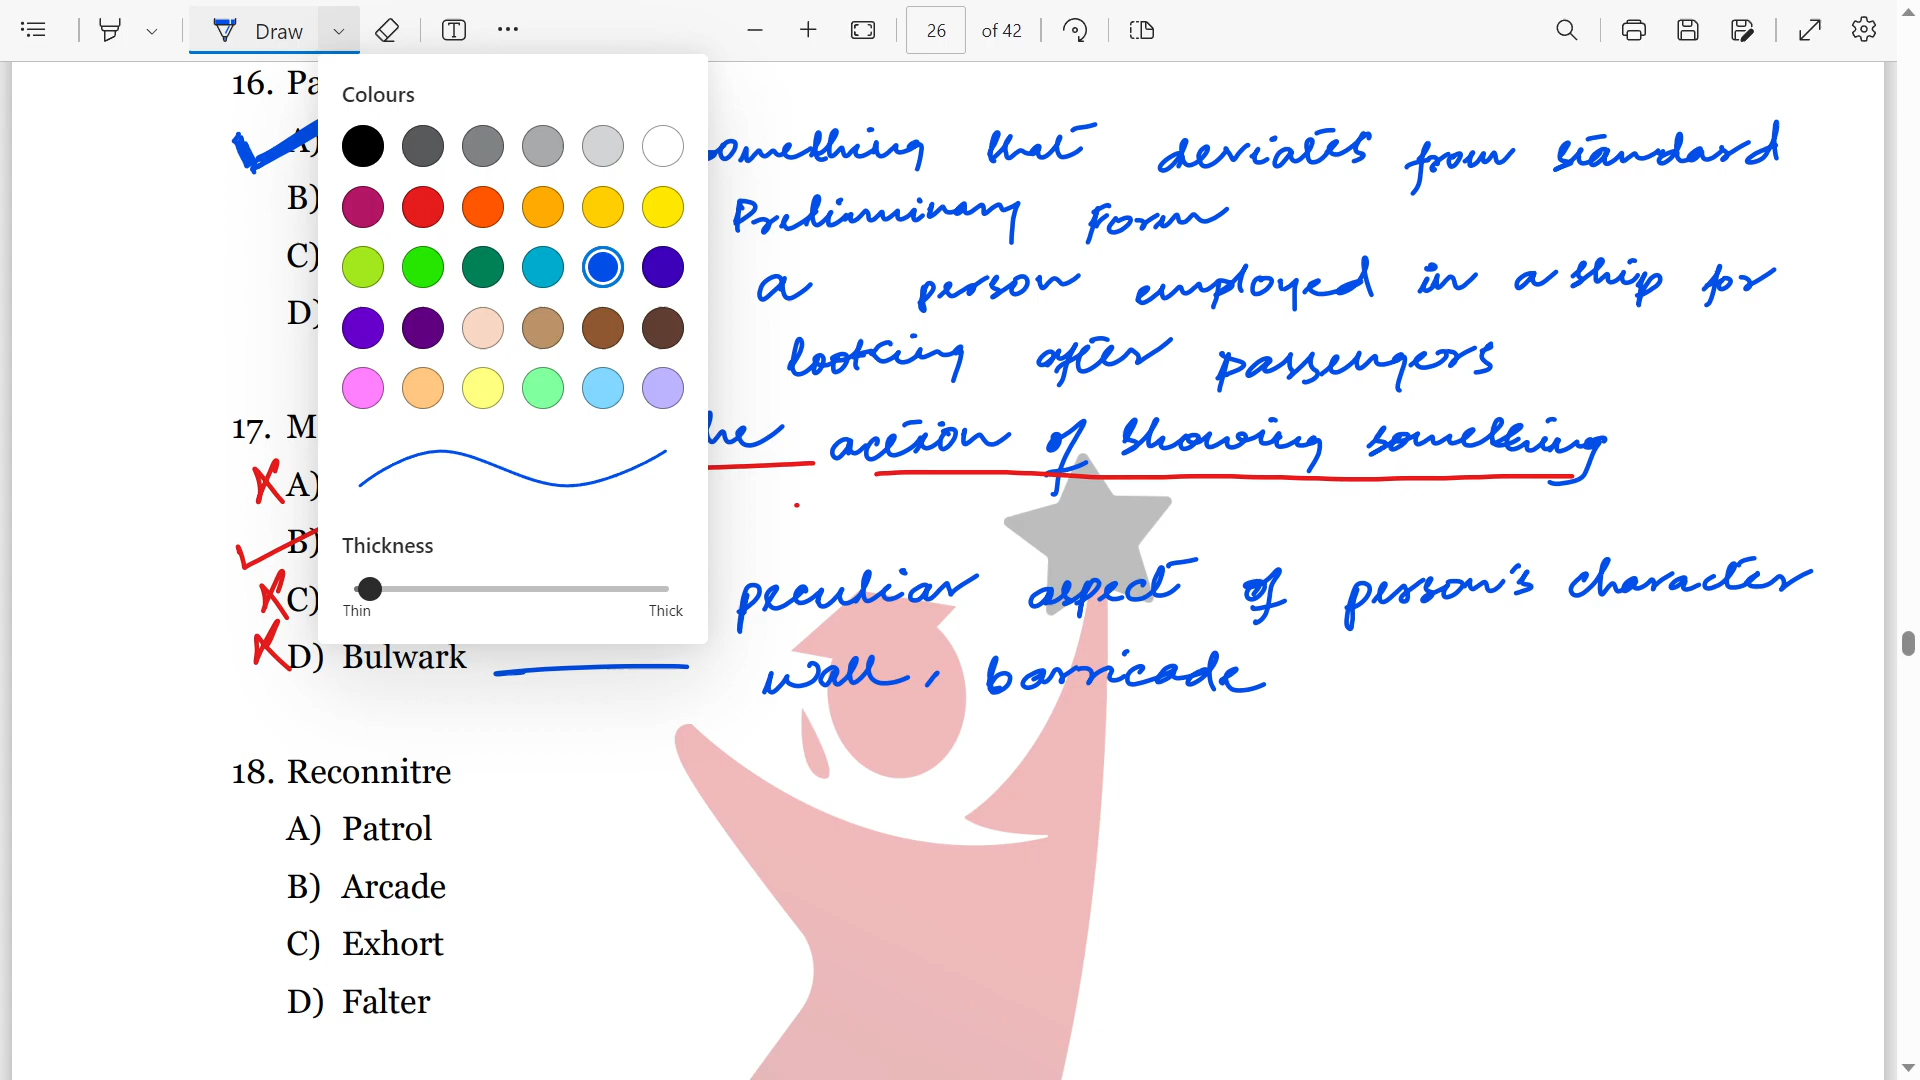 Draw
26 of 42
Colours
Thickness
Thin Thick
16. Pa
A) omething that deviates from standard
B) Preliminary Form
C) a person employed in a ship for
D) looking after passengers
17. M he action of showing something
A)
B)
C) peculiar aspect of person's character
D) Bulwark wall, barricade
18. Reconnitre
A) Patrol
B) Arcade
C) Exhort
D) Falter